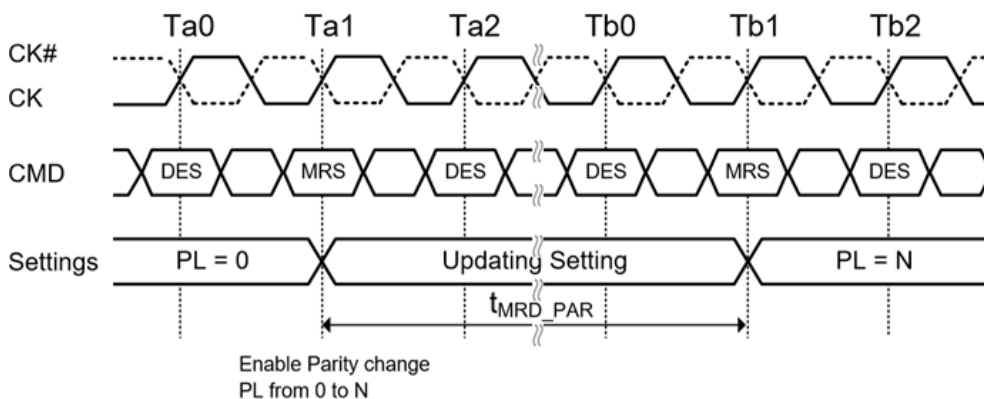 Ta0 Ta1 Ta2 Tb0 Tb1 Tb2
CK#
CK
CMD DES MRS DES DES MRS DES
Settings PL = 0 Updating Setting PL = N
tMRD_PAR
Enable Parity change
PL from 0 to N